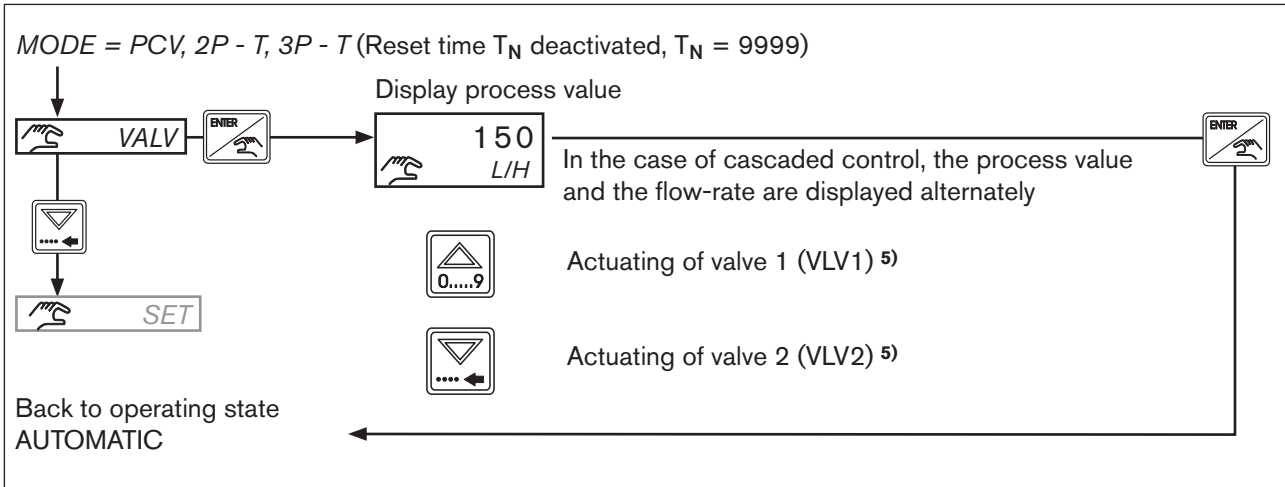 MODE = PCV, 2P - T, 3P - T (Reset time TN deactivated, TN = 9999)
Display process value
VALV
ENTER
150
L/H
ENTER
In the case of cascaded control, the process value
and the flow-rate are displayed alternately
0.....9
Actuating of valve 1 (VLV1) 5)
SET
Actuating of valve 2 (VLV2) 5)
Back to operating state
AUTOMATIC